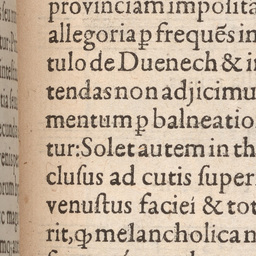 provinciam impolita
allegoria ꝑ frequẽs in
tulo de Duenech & in
tendas non adjicimu
mentum ꝑ balneatio
tur: Solet autem in th
clusus ad cutis super
venustus faciei & tot
rit, ꝙ melancholica n